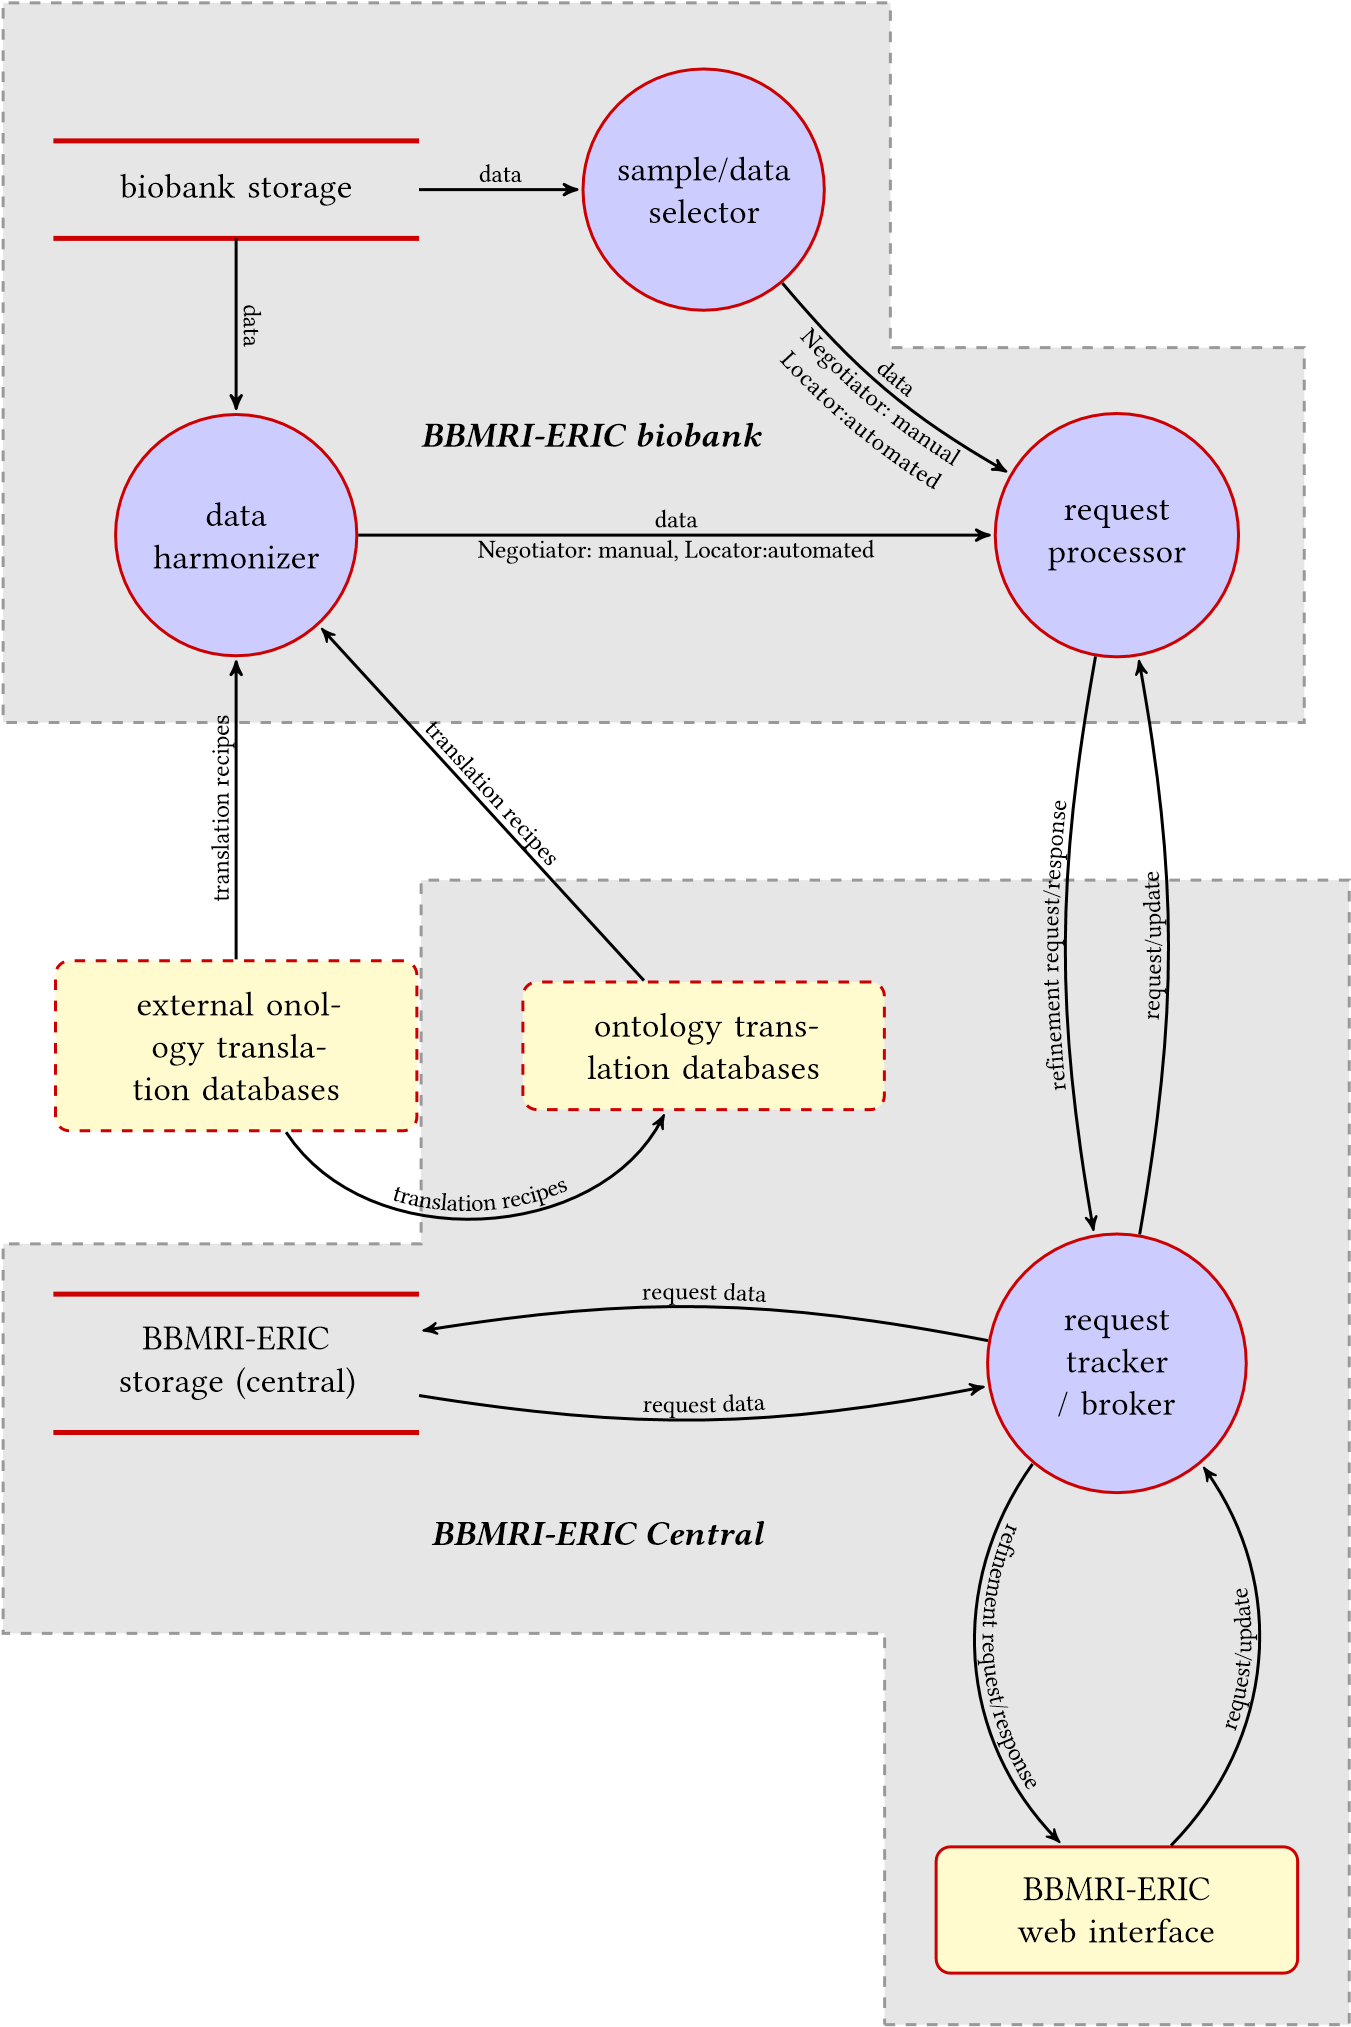 data
biobank storage
sample/data
selector
data
data
Negotiator: manual
Locator:automated
BBMRI-ERIC biobank
data
harmonizer
data
Negotiator: manual, Locator:automated
request
processor
translation recipes
translation recipes
refinement request/response
request/update
external onol-
ogy transla-
tion databases
ontology trans-
lation databases
translation recipes
request data
BBMRI-ERIC
storage (central)
request data
request
tracker
/ broker
BBMRI-ERIC Central
refinement request/response
request/update
BBMRI-ERIC
web interface